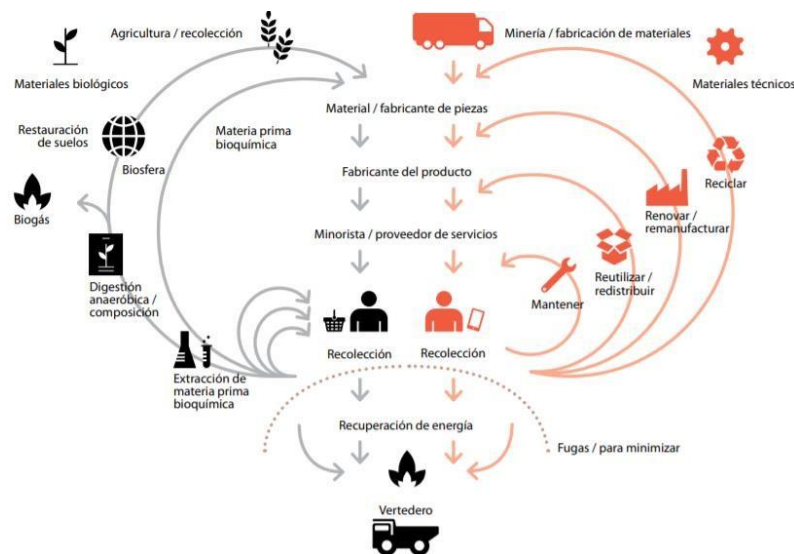 Agricultura / recolección
Minería / fabricación de materiales
Materiales biológicos
Materiales técnicos
Material / fabricante de piezas
Restauración
de suelos
Materia prima
bioquímica
Biosfera
Fabricante del producto
Reciclar
Biogás
Renovar /
remanufacturar
Minorista / proveedor de servicios
Reutilizar /
redistribuir
Digestión
anaeróbica /
composición
Mantener
Recolección
Recolección
Extracción de
materia prima
bioquímica
Recuperación de energía
Fugas / para minimizar
Vertedero